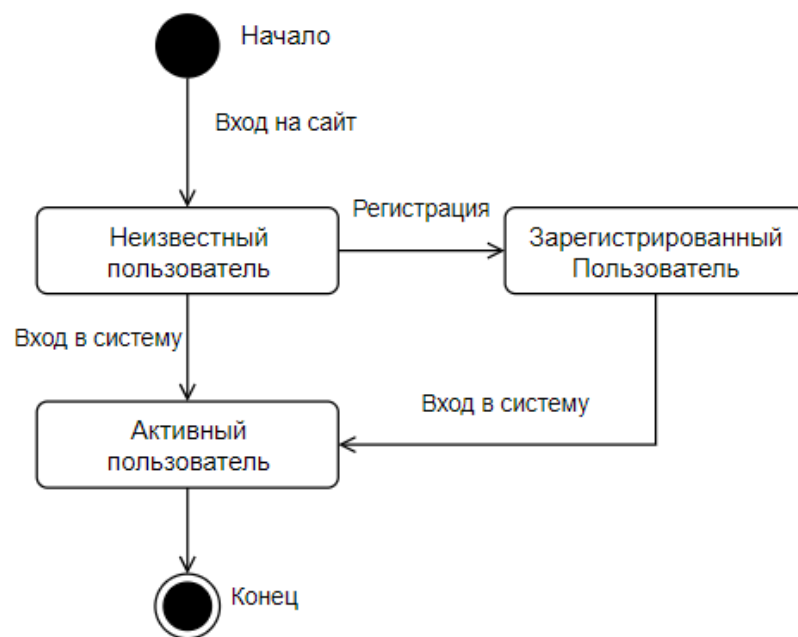 Начало
Вход на сайт
Регистрация
Неизвестный
пользователь
Зарегистрированный
Пользователь
Вход в систему
Вход в систему
Активный
пользователь
Конец